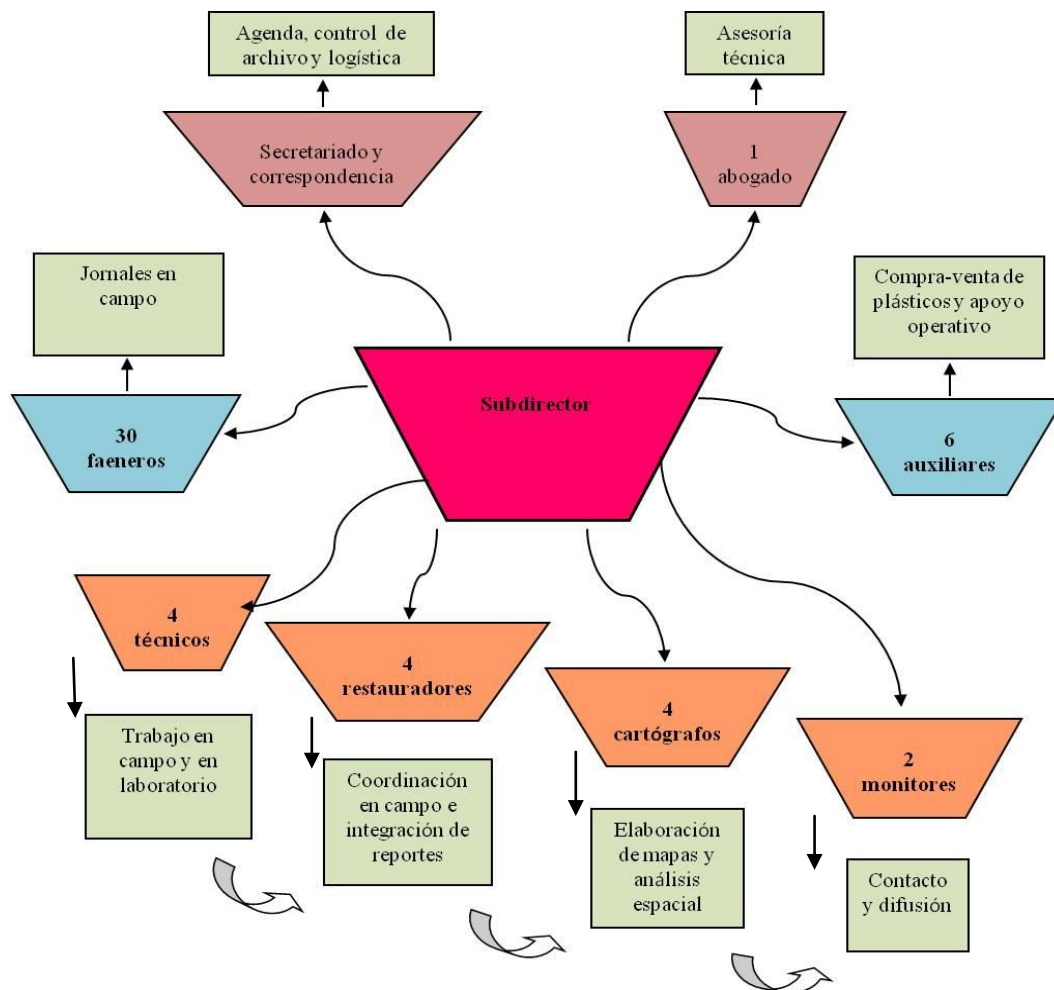 Agenda, control de
archivo y logística
Asesoría
técnica
Secretariado y
correspondencia
1
abogado
Jornales en
campo
Compra-venta de
plásticos y apoyo
operativo
30
faeneros
Subdirector
6
auxiliares
4
técnicos
4
restauradores
4
cartógrafos
2
monitores
Trabajo en
campo y en
laboratorio
Coordinación
en campo e
integración de
reportes
Elaboración
de mapas y
análisis
espacial
Contacto
y difusión